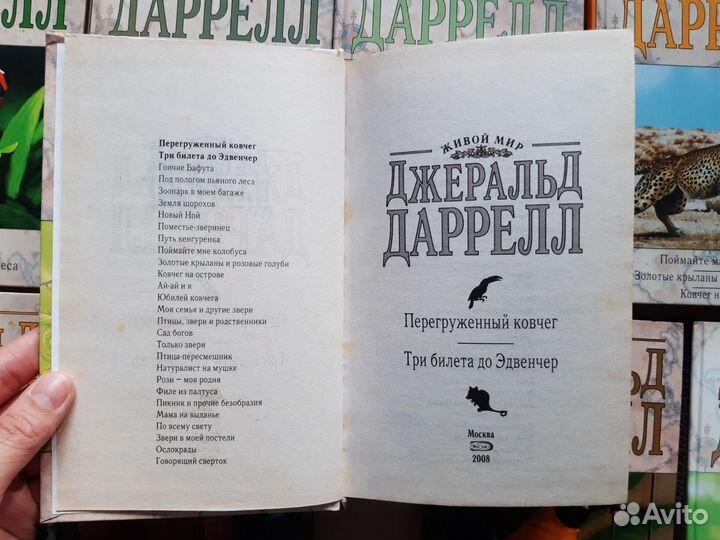 ДАРРЕЛЛ
ДАРРЕЛЛ
ДАРРЕЛЛ
Перегруженный ковчег
Три билета до Эдвенчер
Гончие Бафута
Под пологом пьяного леса
Зоопарк в моем багаже
Земля шорохов
Новый Ной
Поместье-зверинец
Путь кенгуренка
Поймайте мне колобуса
Золотые крыланы и розовые голуби
Ковчег на острове
Ай-ай и я
Юбилей ковчега
Моя семья и другие звери
Птицы, звери и родственники
Сад богов
Только звери
Птица-пересмешник
Натуралист на мушке
Рози – моя родня
Филе из палтуса
Пикник и прочие безобразия
Мама на выданье
По всему свету
Звери в моей постели
Ослокрады
Говорящий сверток
ЖИВОЙ МИР
ДЖЕРАЛЬД
ДАРРЕЛЛ
Перегруженный ковчег
Три билета до Эдвенчер
Москва
ЭКСМО
2008
Поймайте м
Золотые крыланы
Ковчег н
Avito